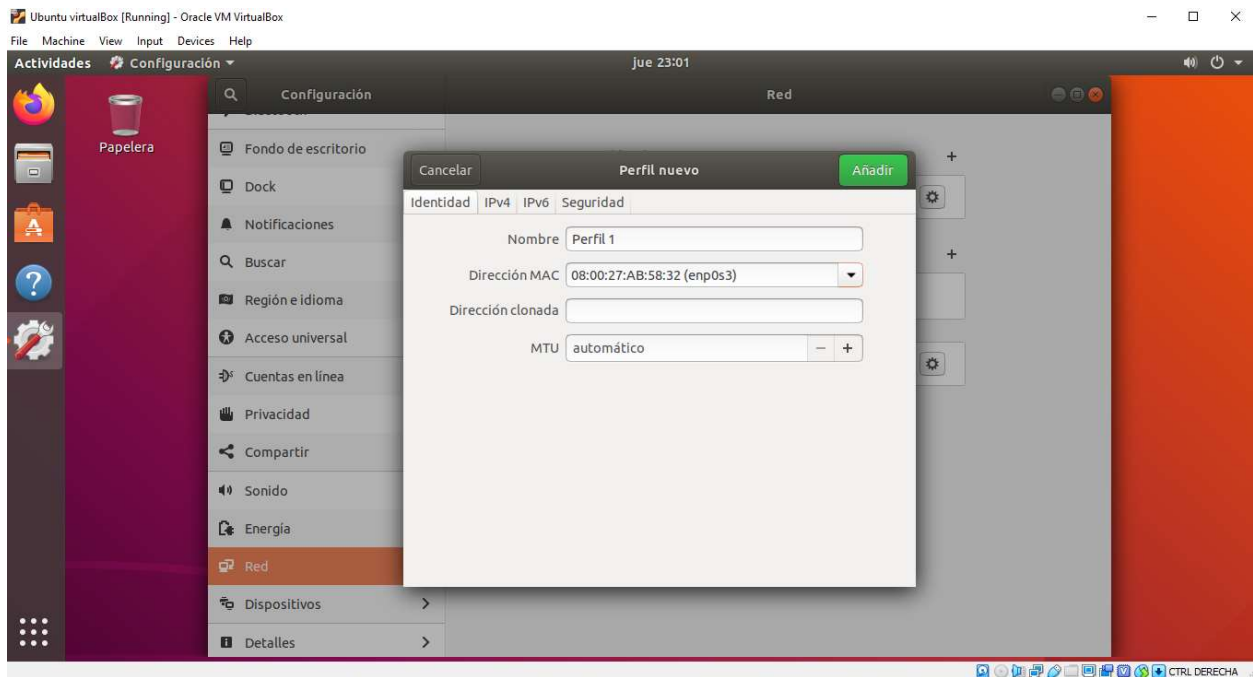 Ubuntu virtualBox [Running] - Oracle VM VirtualBox
File Machine View Input Devices Help
Actividades Configuración jue 23:01
Configuración Red
Papelera
Fondo de escritorio
Dock
Notificaciones
Buscar
Región e idioma
Acceso universal
Cuentas en línea
Privacidad
Compartir
Sonido
Energía
Red
Dispositivos
Detalles
Cancelar Perfil nuevo Añadir
Identidad IPv4 IPv6 Seguridad
Nombre Perfil 1
Dirección MAC 08:00:27:AB:58:32 (enp0s3)
Dirección clonada
MTU automático
CTRL DERECHA